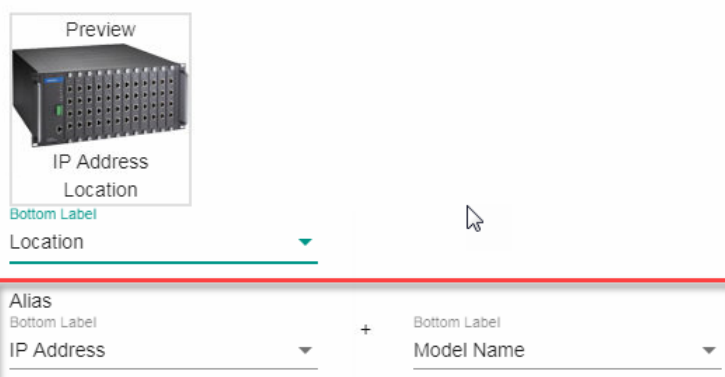 Preview
IP Address
Location
Bottom Label
Location
Alias
Bottom Label
IP Address
+
Bottom Label
Model Name